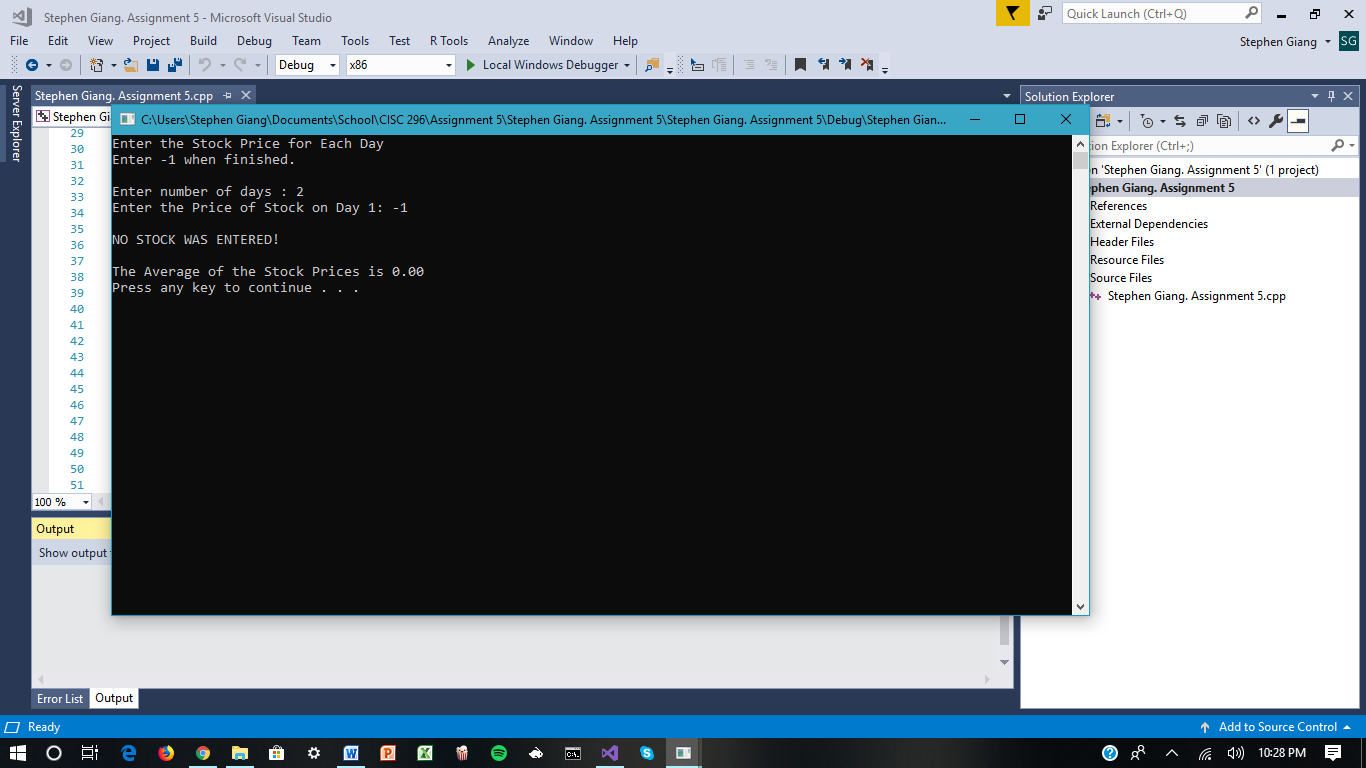 Stephen Giang. Assignment 5 - Microsoft Visual Studio
Quick Launch (Ctrl+Q)
File Edit View Project Build Debug Team Tools Test R Tools Analyze Window Help
Stephen Giang SG
Debug x86 Local Windows Debugger
Server Explorer
Stephen Giang. Assignment 5.cpp
Solution Explorer
Stephen Gi
C:\Users\Stephen Giang\Documents\School\CISC 296\Assignment 5\Stephen Giang. Assignment 5\Stephen Giang. Assignment 5\Debug\Stephen Gian...
29
30
31
32
33
34
35
36
37
38
39
40
41
42
43
44
45
46
47
48
49
50
51
100 %
Enter the Stock Price for Each Day
Enter -1 when finished.
Enter number of days : 2
Enter the Price of Stock on Day 1: -1
NO STOCK WAS ENTERED!
The Average of the Stock Prices is 0.00
Press any key to continue . . .
ion Explorer (Ctrl+;)
n 'Stephen Giang. Assignment 5' (1 project)
phen Giang. Assignment 5
References
External Dependencies
Header Files
Resource Files
Source Files
Stephen Giang. Assignment 5.cpp
Output
Show output
Error List Output
Ready
Add to Source Control
10:28 PM